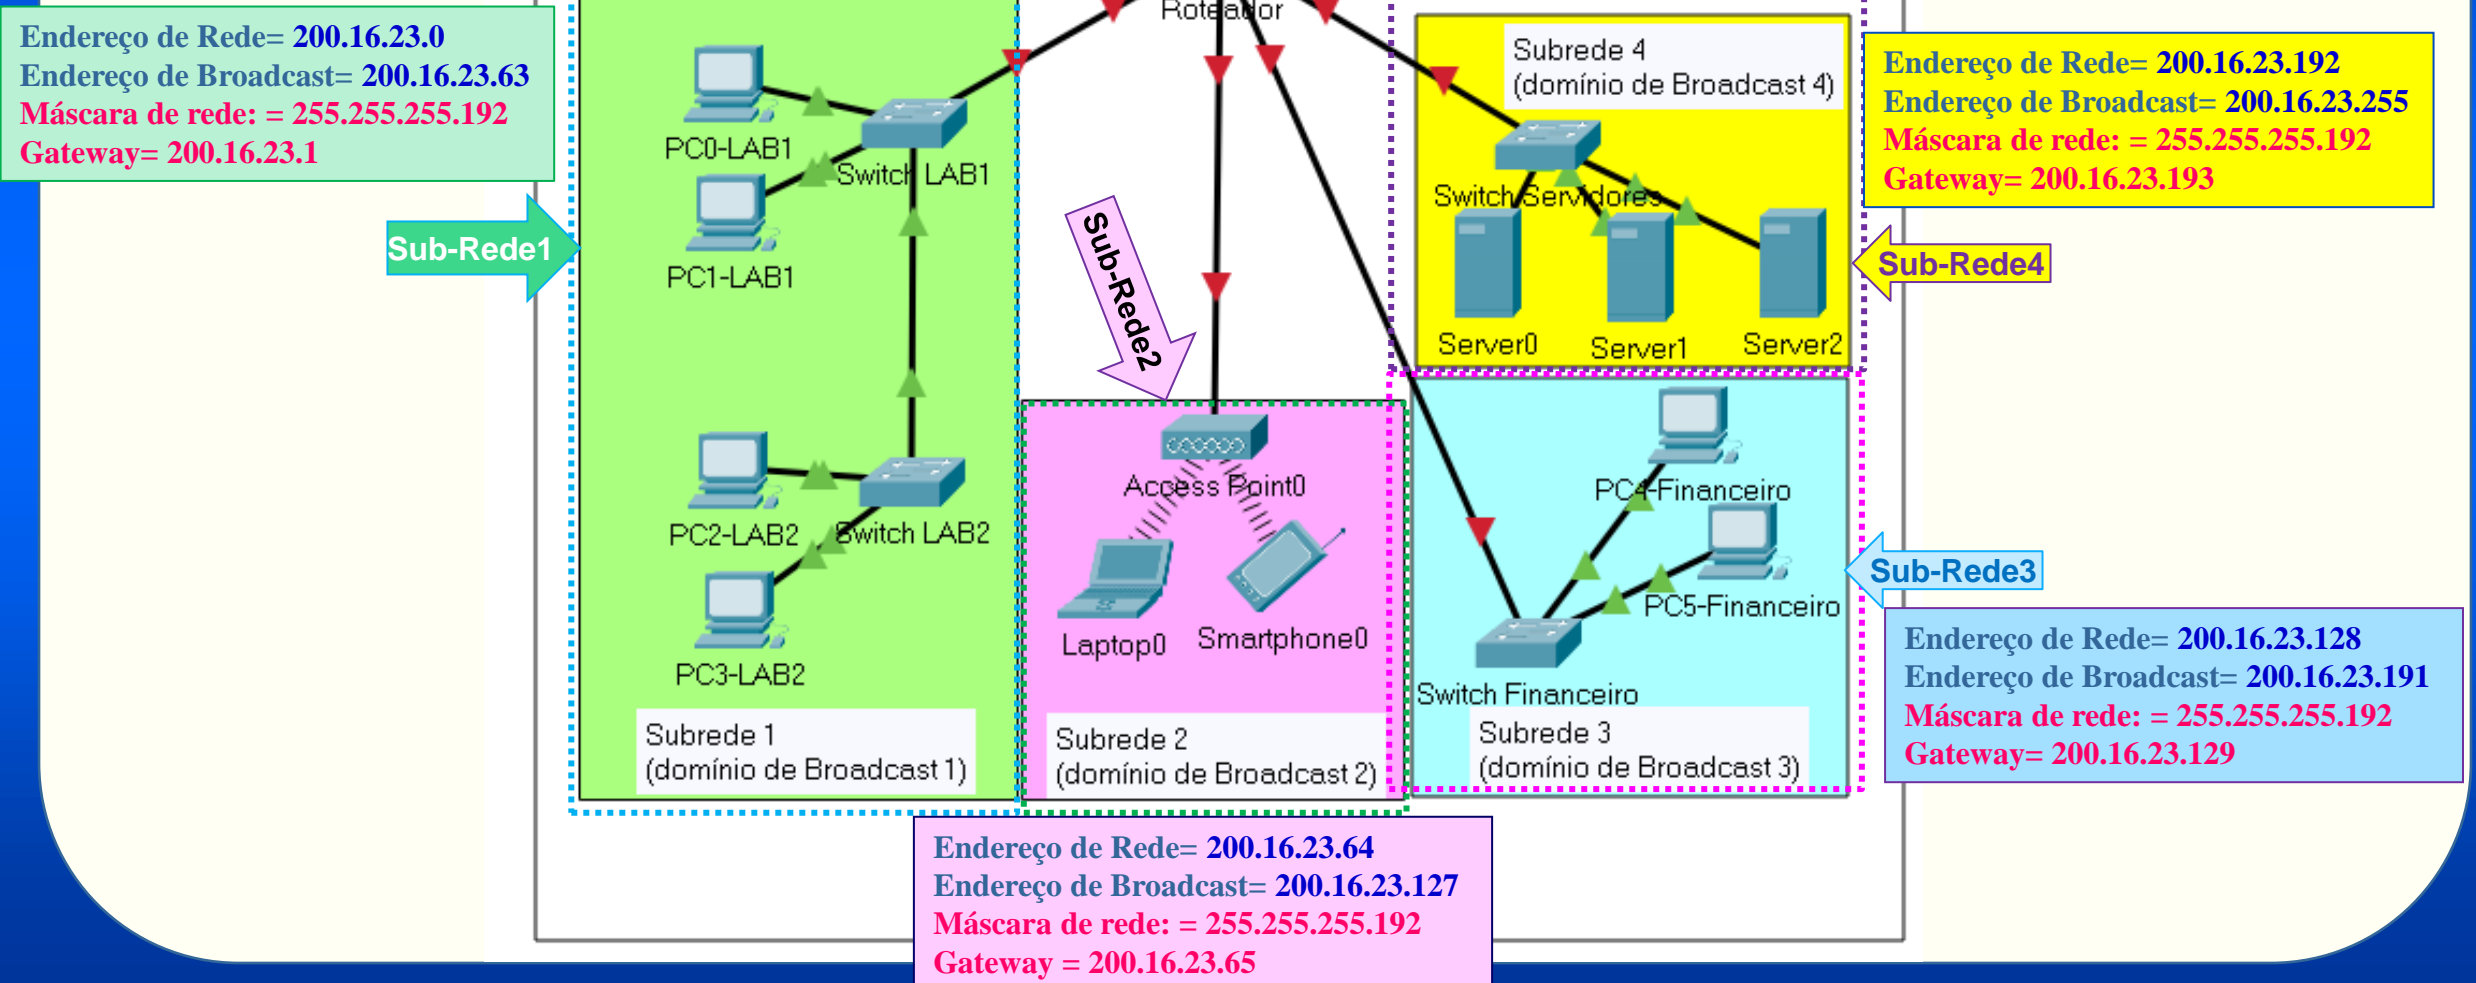 Roteador
Endereço de Rede= 200.16.23.0
Endereço de Broadcast= 200.16.23.63
Máscara de rede: = 255.255.255.192
Gateway= 200.16.23.1
Sub-Rede1
PC0-LAB1
Switch LAB1
PC1-LAB1
PC2-LAB2
Switch LAB2
PC3-LAB2
Subrede 1
(domínio de Broadcast 1)
Sub-Rede2
Access Point0
Laptop0
Smartphone0
Subrede 2
(domínio de Broadcast 2)
Endereço de Rede= 200.16.23.64
Endereço de Broadcast= 200.16.23.127
Máscara de rede: = 255.255.255.192
Gateway = 200.16.23.65
Subrede 4
(domínio de Broadcast 4)
Switch Servidores
Server0
Server1
Server2
Endereço de Rede= 200.16.23.192
Endereço de Broadcast= 200.16.23.255
Máscara de rede: = 255.255.255.192
Gateway= 200.16.23.193
Sub-Rede4
PC4-Financeiro
PC5-Financeiro
Switch Financeiro
Subrede 3
(domínio de Broadcast 3)
Sub-Rede3
Endereço de Rede= 200.16.23.128
Endereço de Broadcast= 200.16.23.191
Máscara de rede: = 255.255.255.192
Gateway= 200.16.23.129